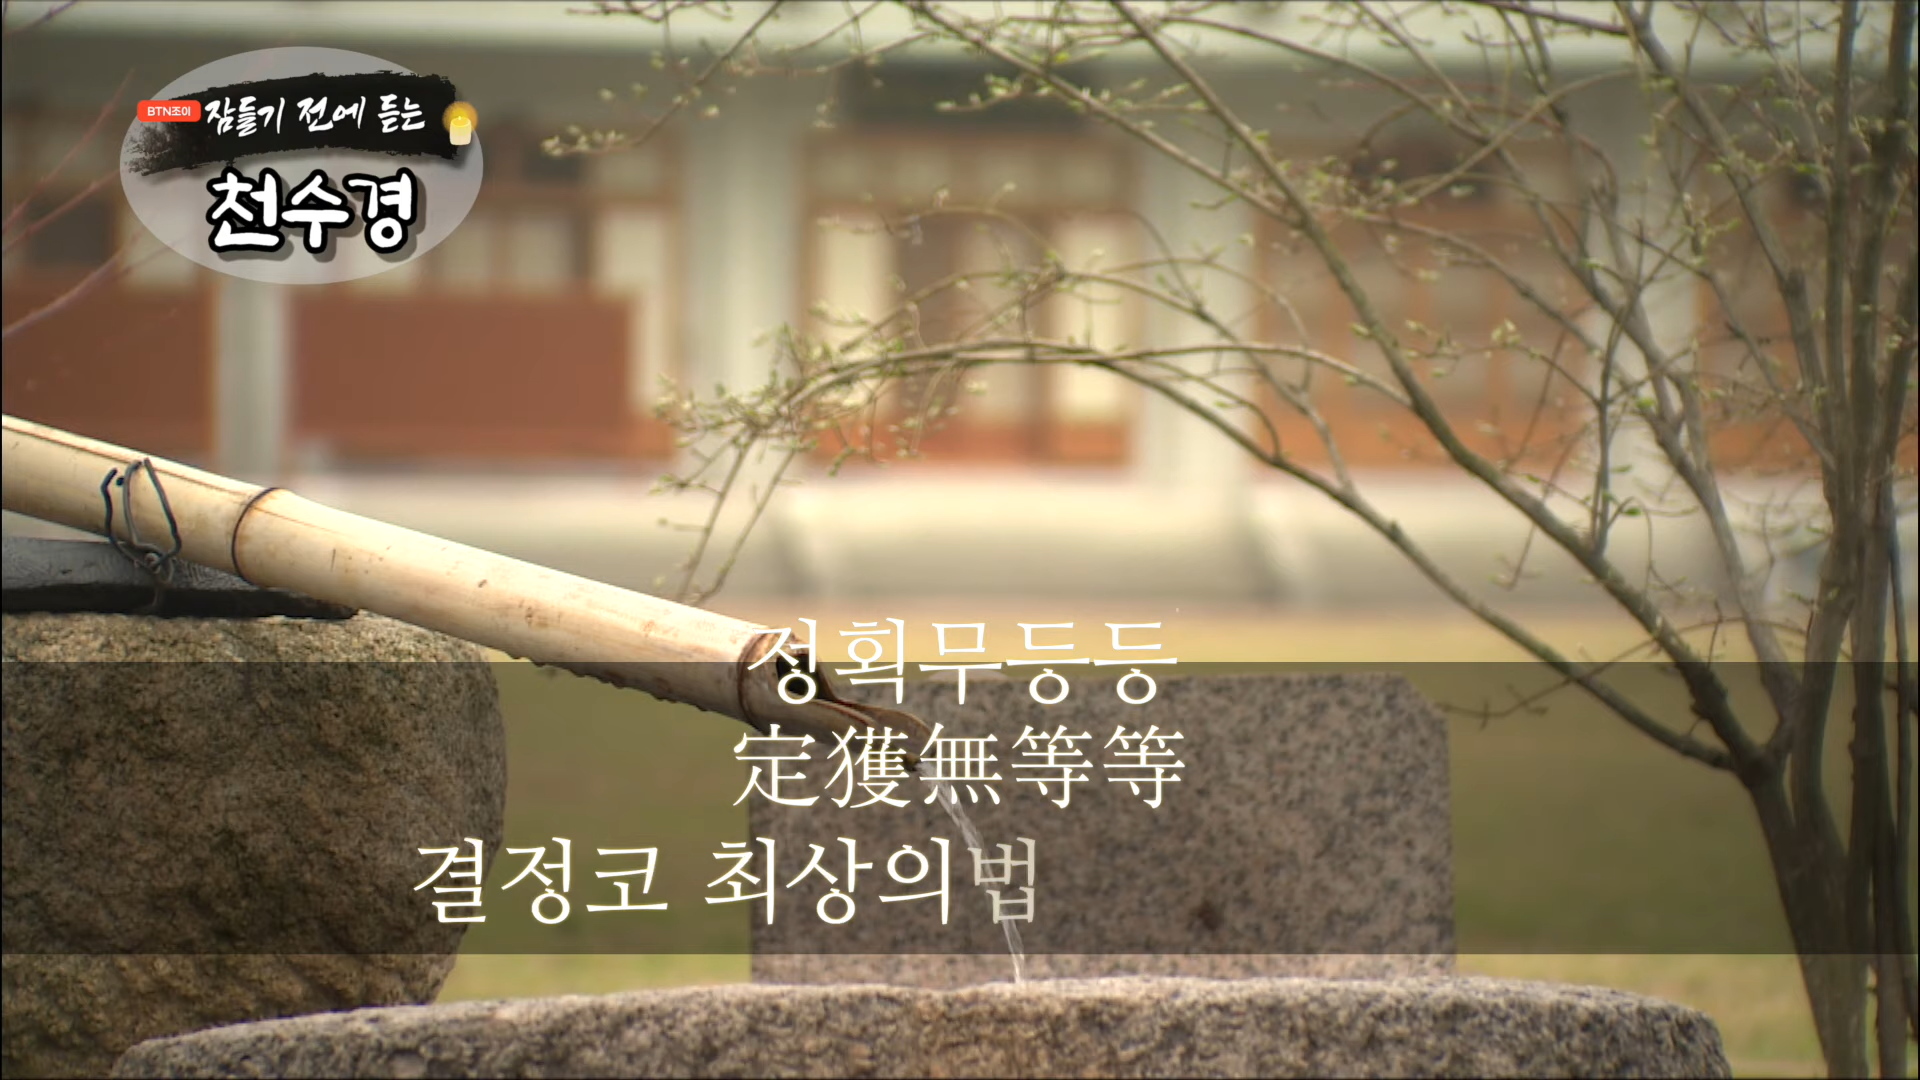 BTN조이
잠들기 전에 듣는
천수경
정획무등등
定獲無等等
결정코 최상의법